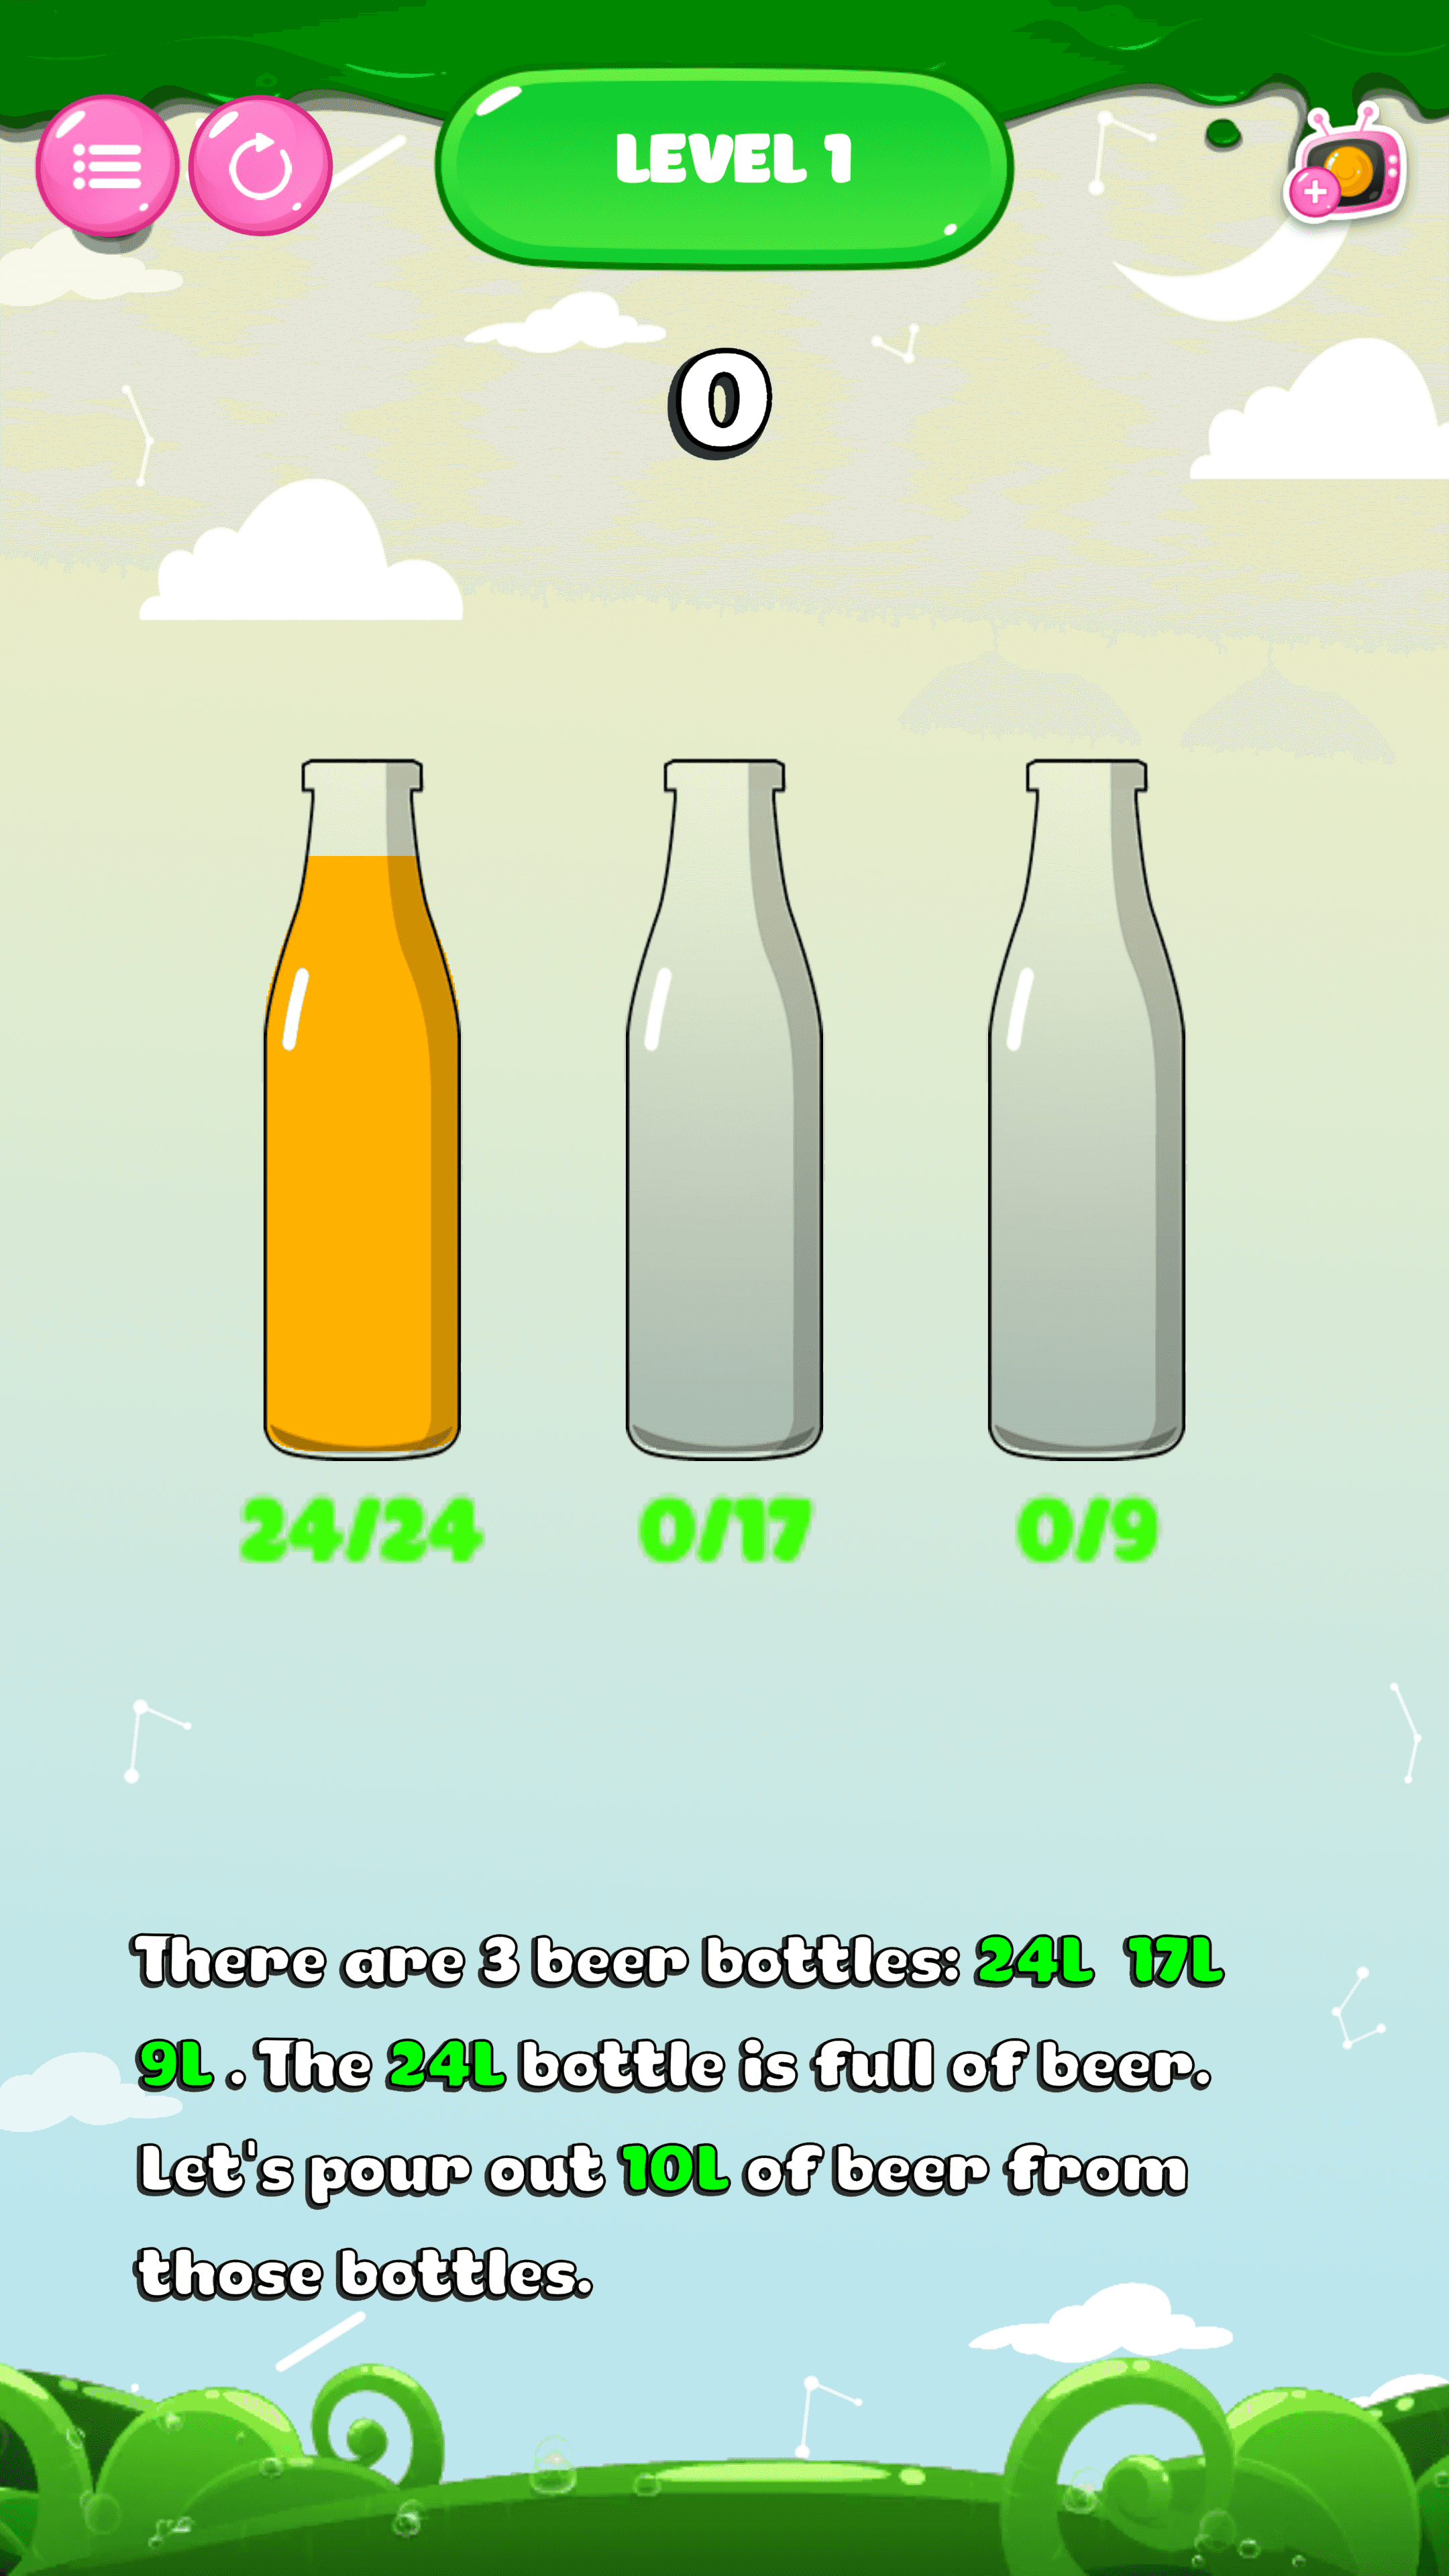 LEVEL 1
0
24/24 0/17 0/9
There are 3 beer bottles: 24L 17L
9L . The 24L bottle is full of beer.
Let's pour out 10L of beer from
those bottles.